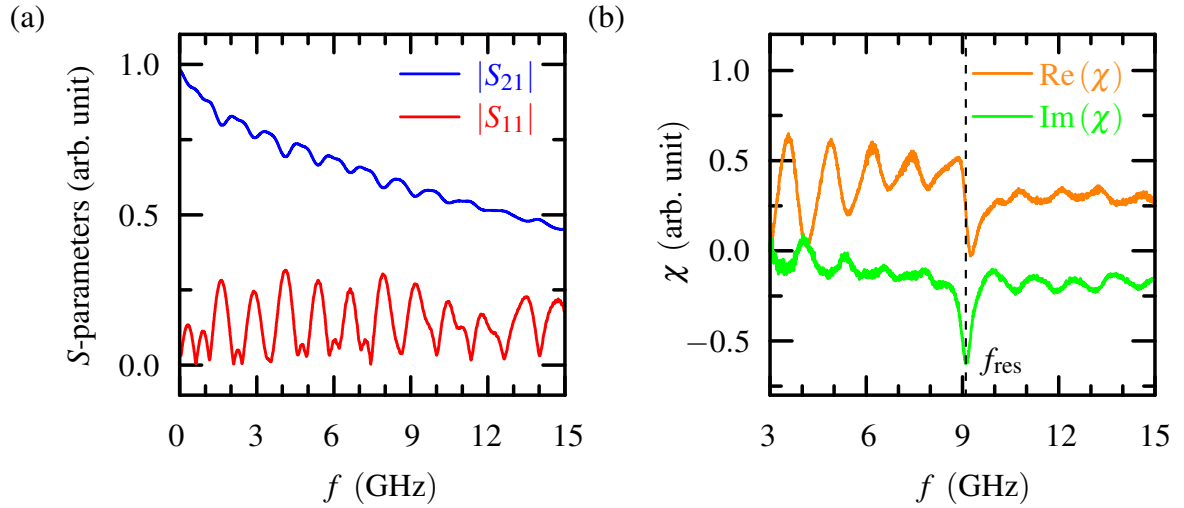 (a)
S-parameters (arb. unit)
1.0
0.5
0.0
|S21|
|S11|
0 3 6 9 12 15
f (GHz)
(b)
χ (arb. unit)
1.0
0.5
0.0
−0.5
Re(χ)
Im(χ)
fres
3 6 9 12 15
f (GHz)